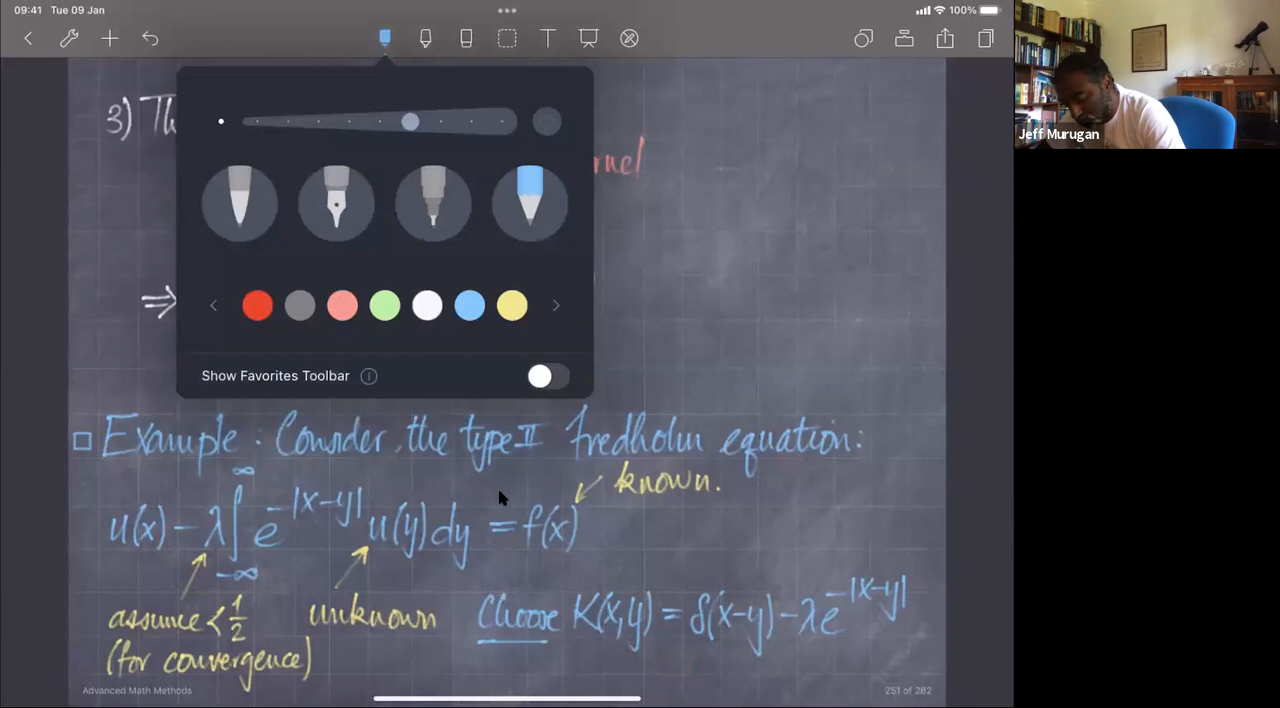 09:41 Tue 09 Jan
100%
Jeff Murugan
3) Th
rnel
⇒
Show Favorites Toolbar
□ Example: Consider, the type II Fredholm equation:
known.
u(x) − λ∫_{-∞}^{∞} e^{-|x-y|} u(y) dy = f(x)
assume < 1/2
(for convergence)
unknown
Choose K(x,y) = δ(x-y) − λe^{-|x-y|}
Advanced Math Methods
251 of 262